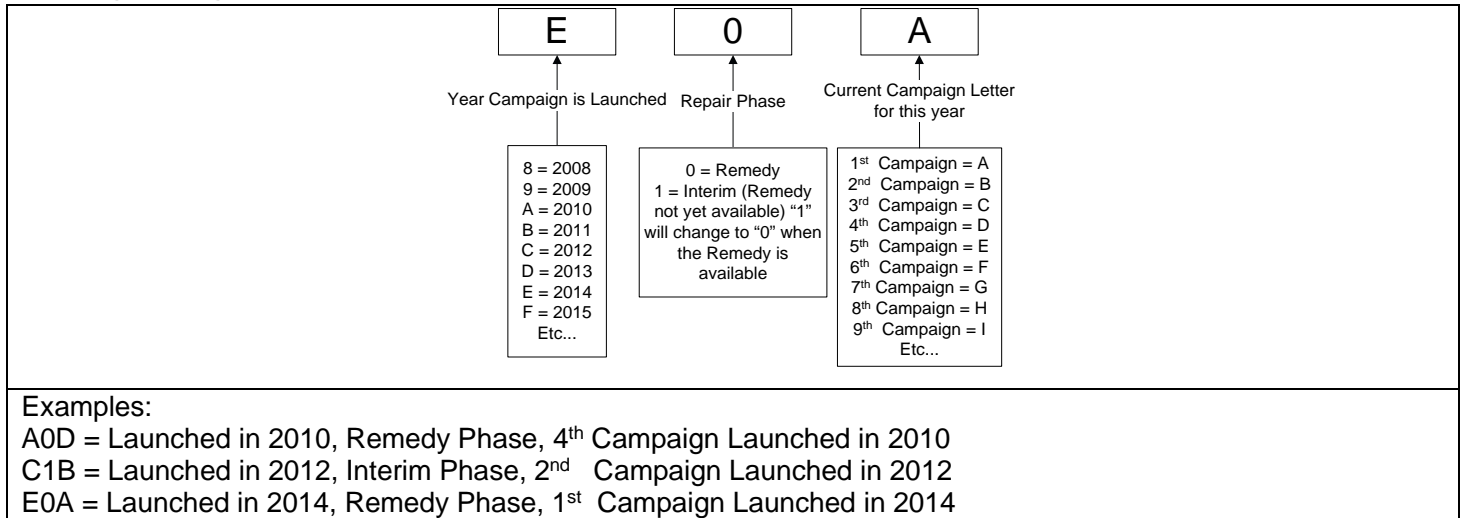 E
0
A
Year Campaign is Launched
Repair Phase
Current Campaign Letter
for this year
8 = 2008
9 = 2009
A = 2010
B = 2011
C = 2012
D = 2013
E = 2014
F = 2015
Etc...
0 = Remedy
1 = Interim (Remedy
not yet available) “1”
will change to “0” when
the Remedy is
available
1st Campaign = A
2nd Campaign = B
3rd Campaign = C
4th Campaign = D
5th Campaign = E
6th Campaign = F
7th Campaign = G
8th Campaign = H
9th Campaign = I
Etc...
Examples:
A0D = Launched in 2010, Remedy Phase, 4th Campaign Launched in 2010
C1B = Launched in 2012, Interim Phase, 2nd Campaign Launched in 2012
E0A = Launched in 2014, Remedy Phase, 1st Campaign Launched in 2014